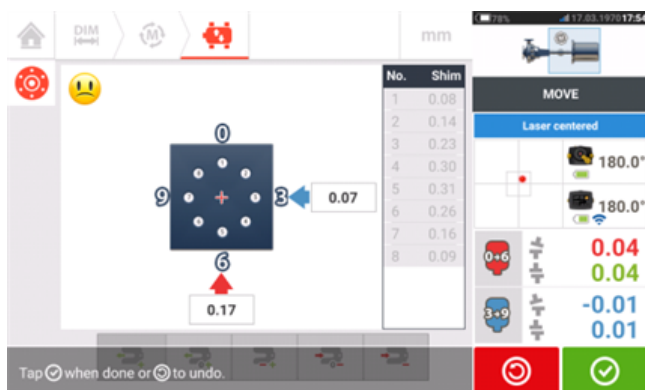 78% 17.03.1970 17:54
DIM
M
mm
No. Shim
1 0.08
2 0.14
3 0.23
4 0.30
5 0.31
6 0.26
7 0.16
8 0.09
0
9
3
6
0.07
0.17
Tap when done or to undo.
MOVE
Laser centered
180.0°
180.0°
0+6
0.04
0.04
3+9
-0.01
0.01